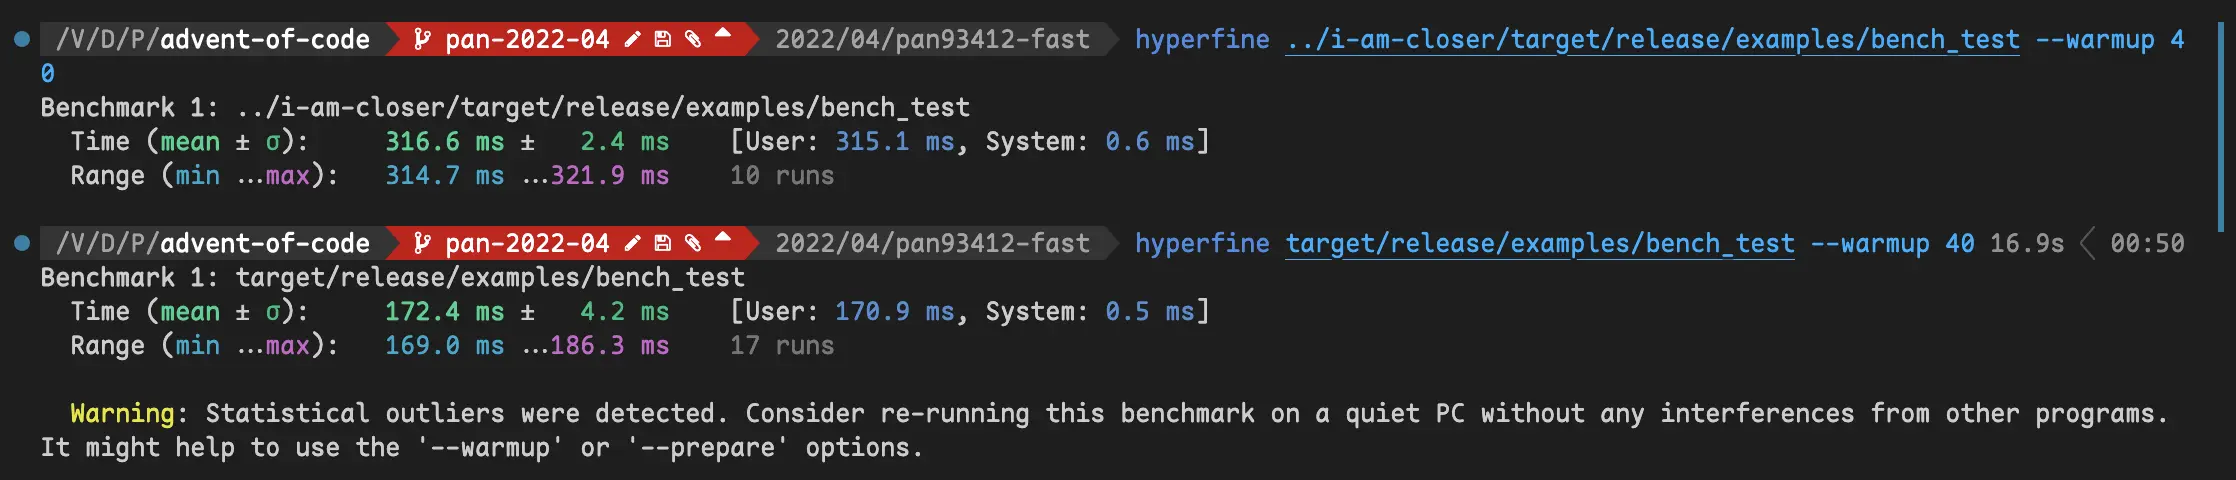 /V/D/P/advent-of-code pan-2022-04 2022/04/pan93412-fast hyperfine ../i-am-closer/target/release/examples/bench_test --warmup 4
0
Benchmark 1: ../i-am-closer/target/release/examples/bench_test
Time (mean ± σ): 316.6 ms ± 2.4 ms [User: 315.1 ms, System: 0.6 ms]
Range (min …max): 314.7 ms …321.9 ms 10 runs
/V/D/P/advent-of-code pan-2022-04 2022/04/pan93412-fast hyperfine target/release/examples/bench_test --warmup 40 16.9s 00:50
Benchmark 1: target/release/examples/bench_test
Time (mean ± σ): 172.4 ms ± 4.2 ms [User: 170.9 ms, System: 0.5 ms]
Range (min …max): 169.0 ms …186.3 ms 17 runs
Warning: Statistical outliers were detected. Consider re-running this benchmark on a quiet PC without any interferences from other programs.
It might help to use the '--warmup' or '--prepare' options.